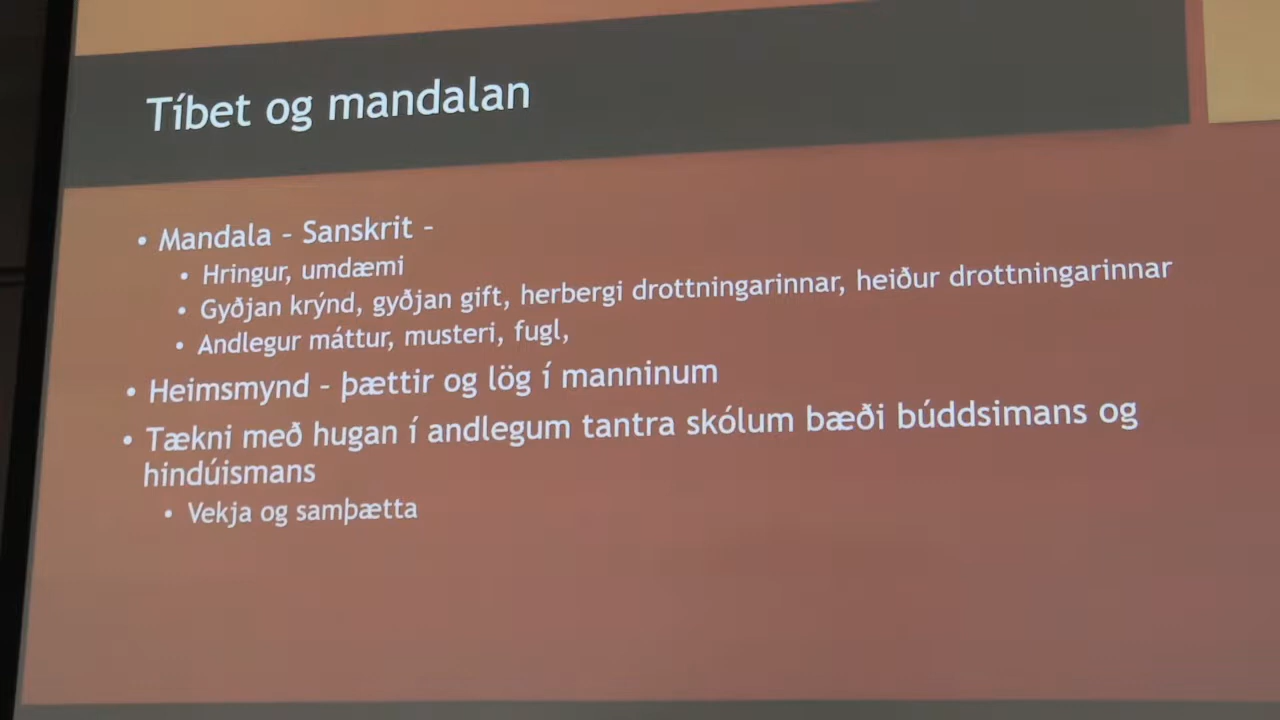 Tíbet og mandalan
• Mandala – Sanskrit –
• Hringur, umdæmi
• Gyðjan krýnd, gyðjan gift, herbergi drottningarinnar, heiður drottningarinnar
• Andlegur máttur, musteri, fugl,
• Heimsmynd – þættir og lög í manninum
• Tækni með hugan í andlegum tantra skólum bæði búddsimans og
hindúismans
• Vekja og samþætta